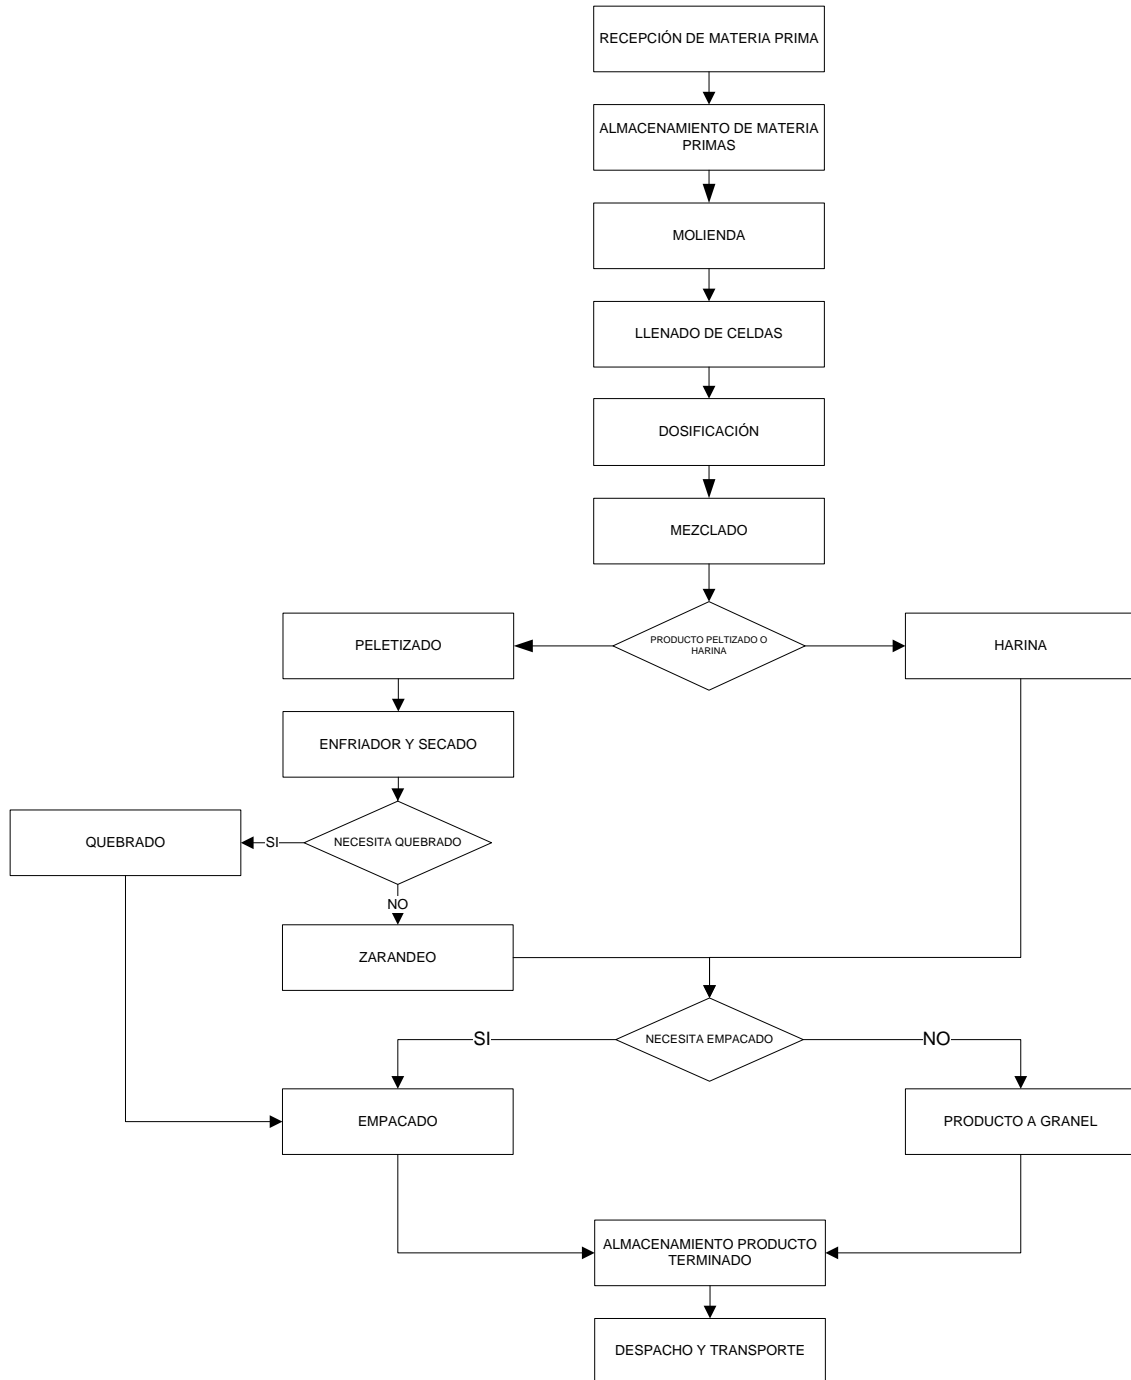 RECEPCIÓN DE MATERIA PRIMA
ALMACENAMIENTO DE MATERIA
PRIMAS
MOLIENDA
LLENADO DE CELDAS
DOSIFICACIÓN
MEZCLADO
PELETIZADO
PRODUCTO PELTIZADO O
HARINA
HARINA
ENFRIADOR Y SECADO
QUEBRADO
SI
NECESITA QUEBRADO
NO
ZARANDEO
SI
NECESITA EMPACADO
NO
EMPACADO
PRODUCTO A GRANEL
ALMACENAMIENTO PRODUCTO
TERMINADO
DESPACHO Y TRANSPORTE